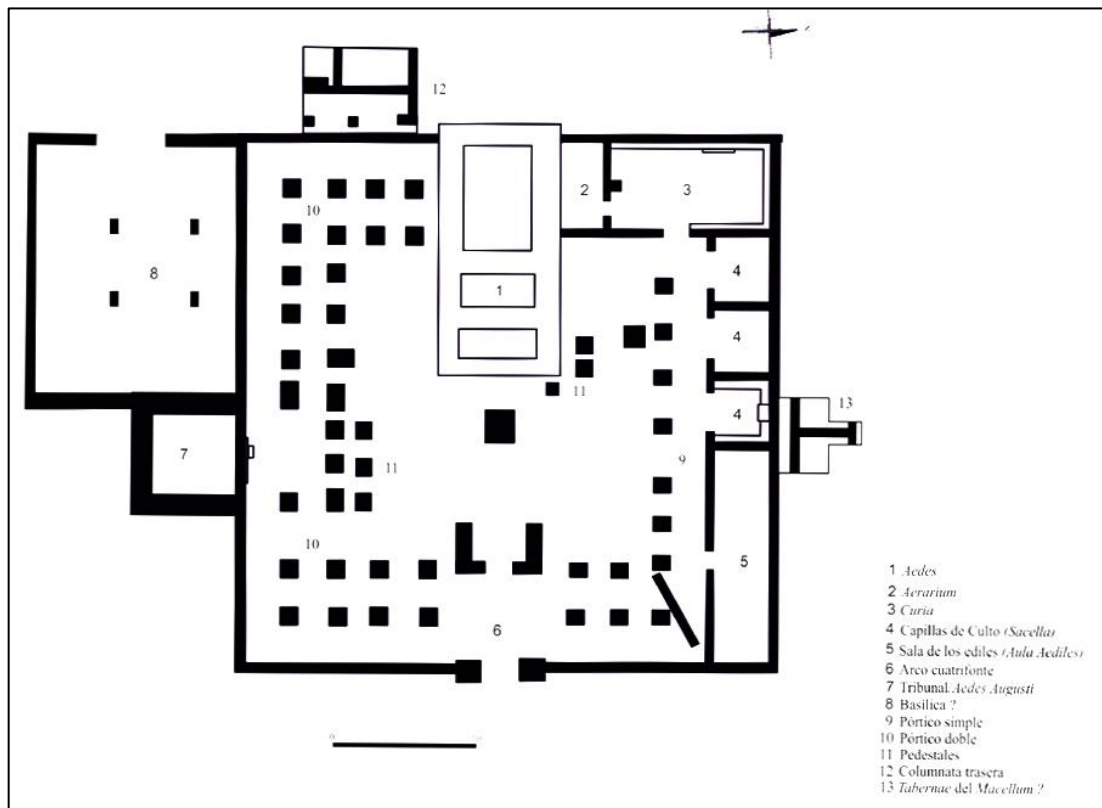 12
10
2
3
8
4
1
4
11
4
13
7
11
9
10
5
6
1 Aedes
2 Aerarium
3 Curia
4 Capillas de Culto (Sacella)
5 Sala de los ediles (Aula Aediles)
6 Arco cuatrifonte
7 Tribunal Aedes Augusti
8 Basílica ?
9 Pórtico simple
10 Pórtico doble
11 Pedestales
12 Columnata trasera
13 Tabernae del Macellum ?